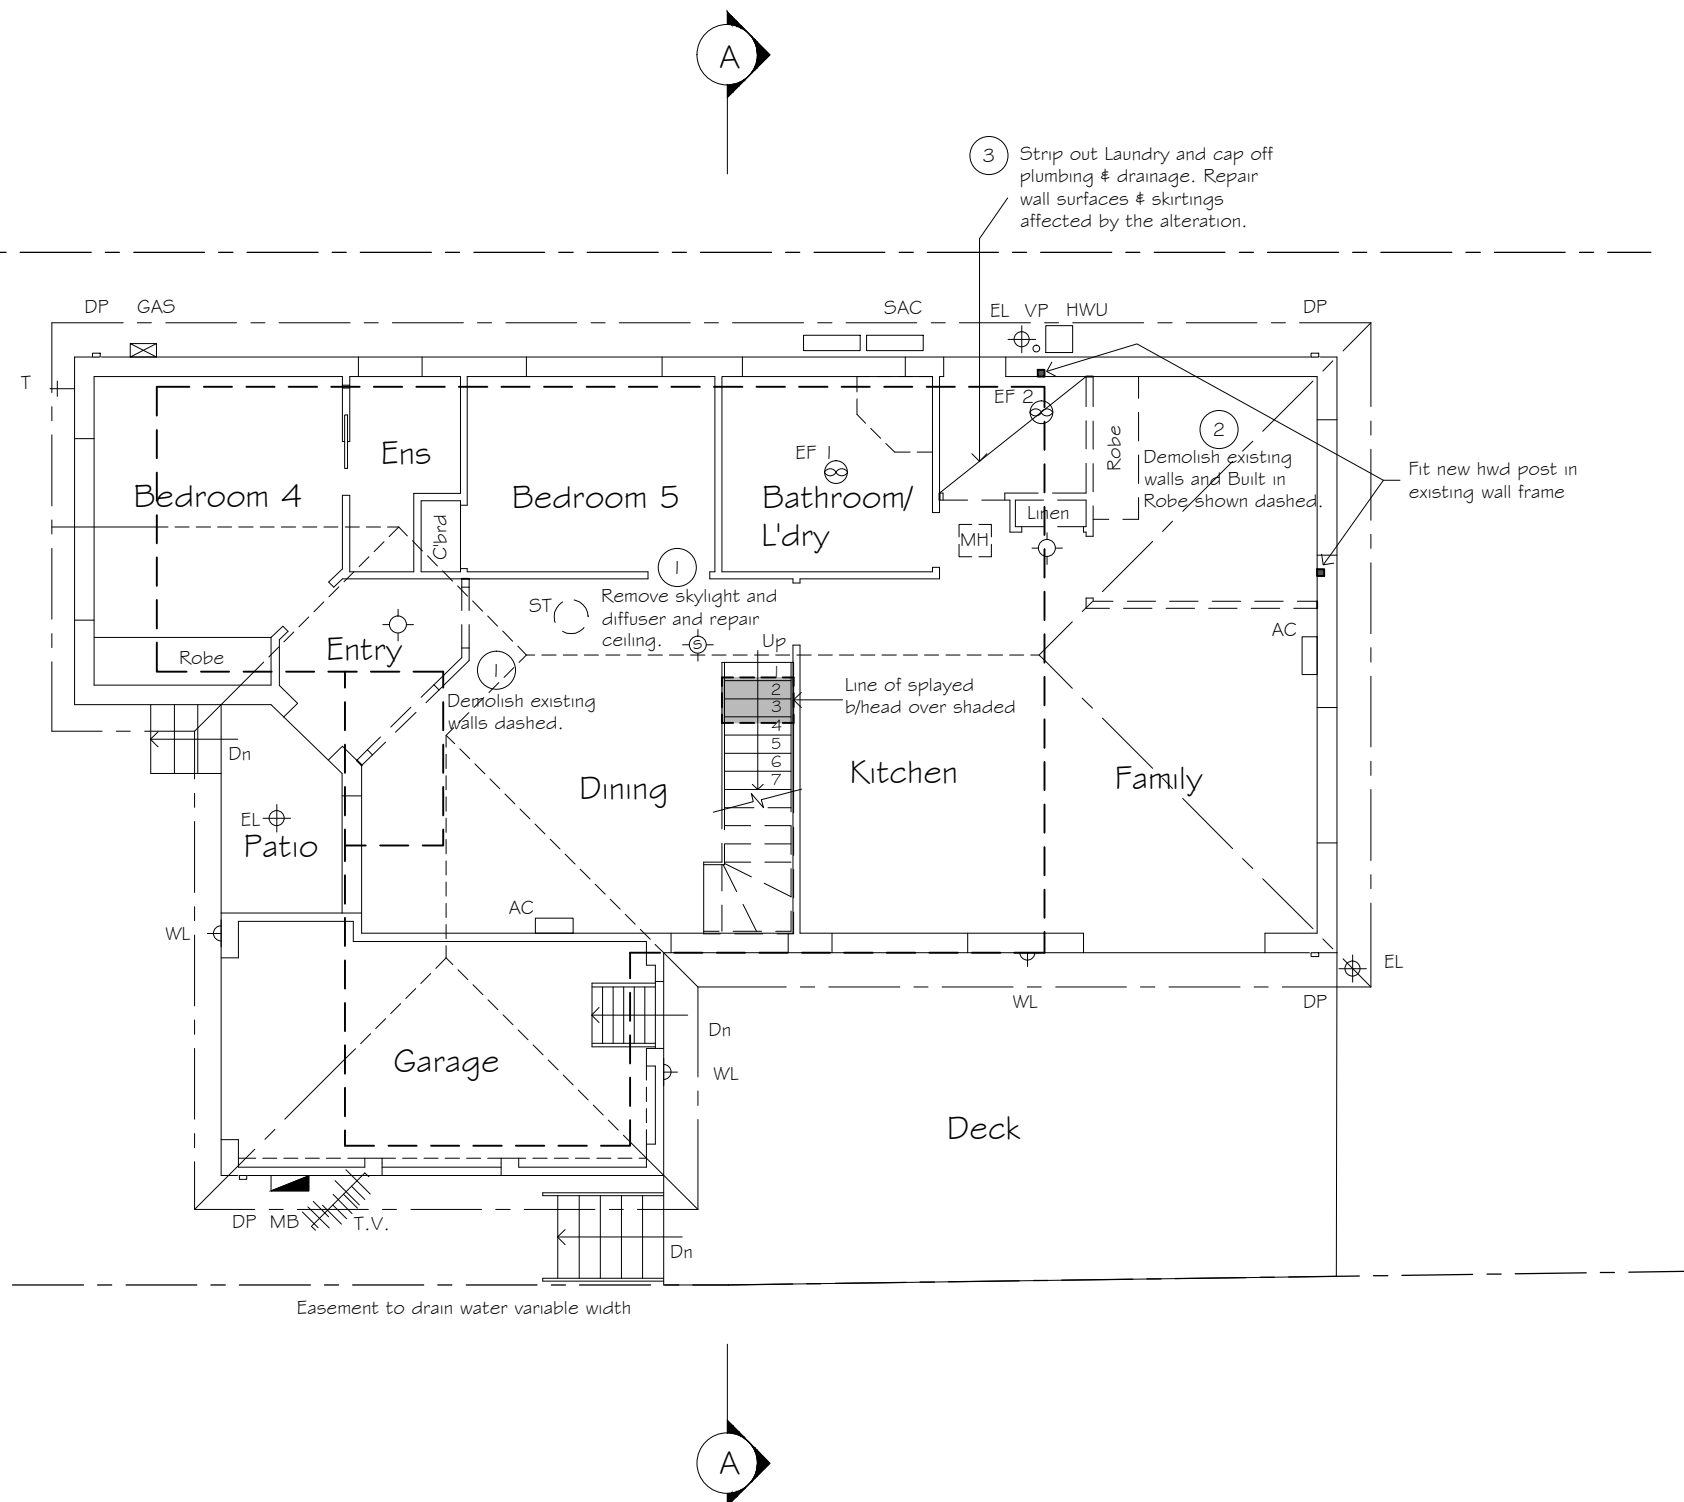 A
3
Strip out Laundry and cap off
plumbing & drainage. Repair
wall surfaces & skirtings
affected by the alteration.
DP
GAS
SAC
EL
VP
HWU
DP
T
EF 2
Ens
EF 1
Robe
2
Demolish existing
walls and Built in
Robe shown dashed.
Fit new hwd post in
existing wall frame
Bedroom 4
Bedroom 5
Bathroom/
L'dry
C'brd
Linen
MH
1
Remove skylight and
diffuser and repair
ceiling.
ST
S
Up
AC
Robe
Entry
1
Demolish existing
walls dashed.
1
2
3
4
5
6
7
Line of splayed
b/head over shaded
Dn
Dining
Kitchen
Family
EL
Patio
AC
WL
EL
WL
DP
Dn
Garage
WL
Deck
DP
MB
T.V.
Dn
Easement to drain water variable width
A